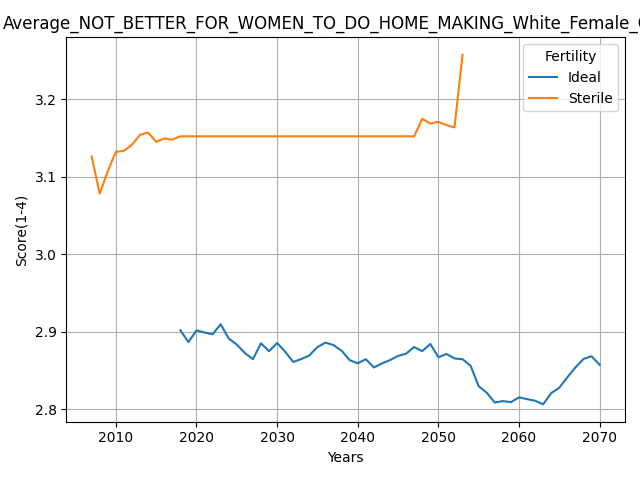 Average_NOT_BETTER_FOR_WOMEN_TO_DO_HOME_MAKING_White_Female_
Fertility
Ideal
Sterile
Score(1-4)
3.2
3.1
3.0
2.9
2.8
2010 2020 2030 2040 2050 2060 2070
Years